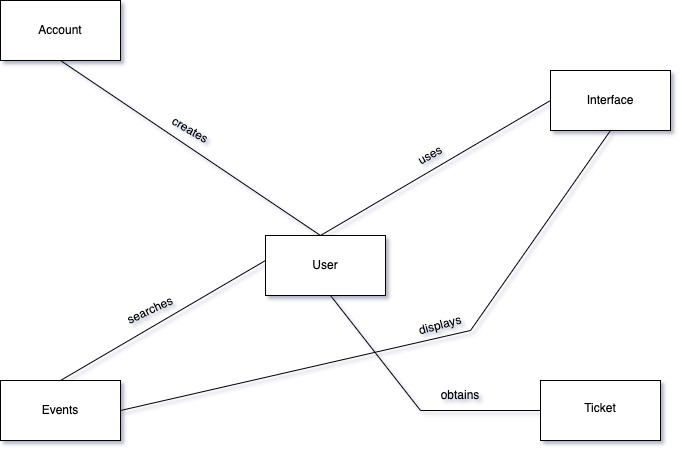 Account
Interface
creates
uses
User
searches
displays
obtains
Events
Ticket